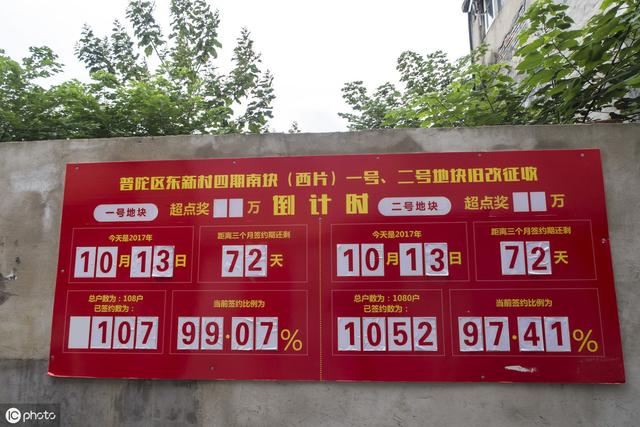 普陀区东新村四期南块（西片）一号、二号地块旧改征收
一号地块 超点奖 万 倒计时 二号地块 超点奖 万
今天是2017年
10月13日
距离三个月签约期还剩
72天
今天是2017年
10月13日
距离三个月签约期还剩
72天
总户数为：108户
已签约数为：
107
当前签约比例为
99·07%
总户数为：1080户
已签约数为：
1052
当前签约比例为
97·41%
IC photo